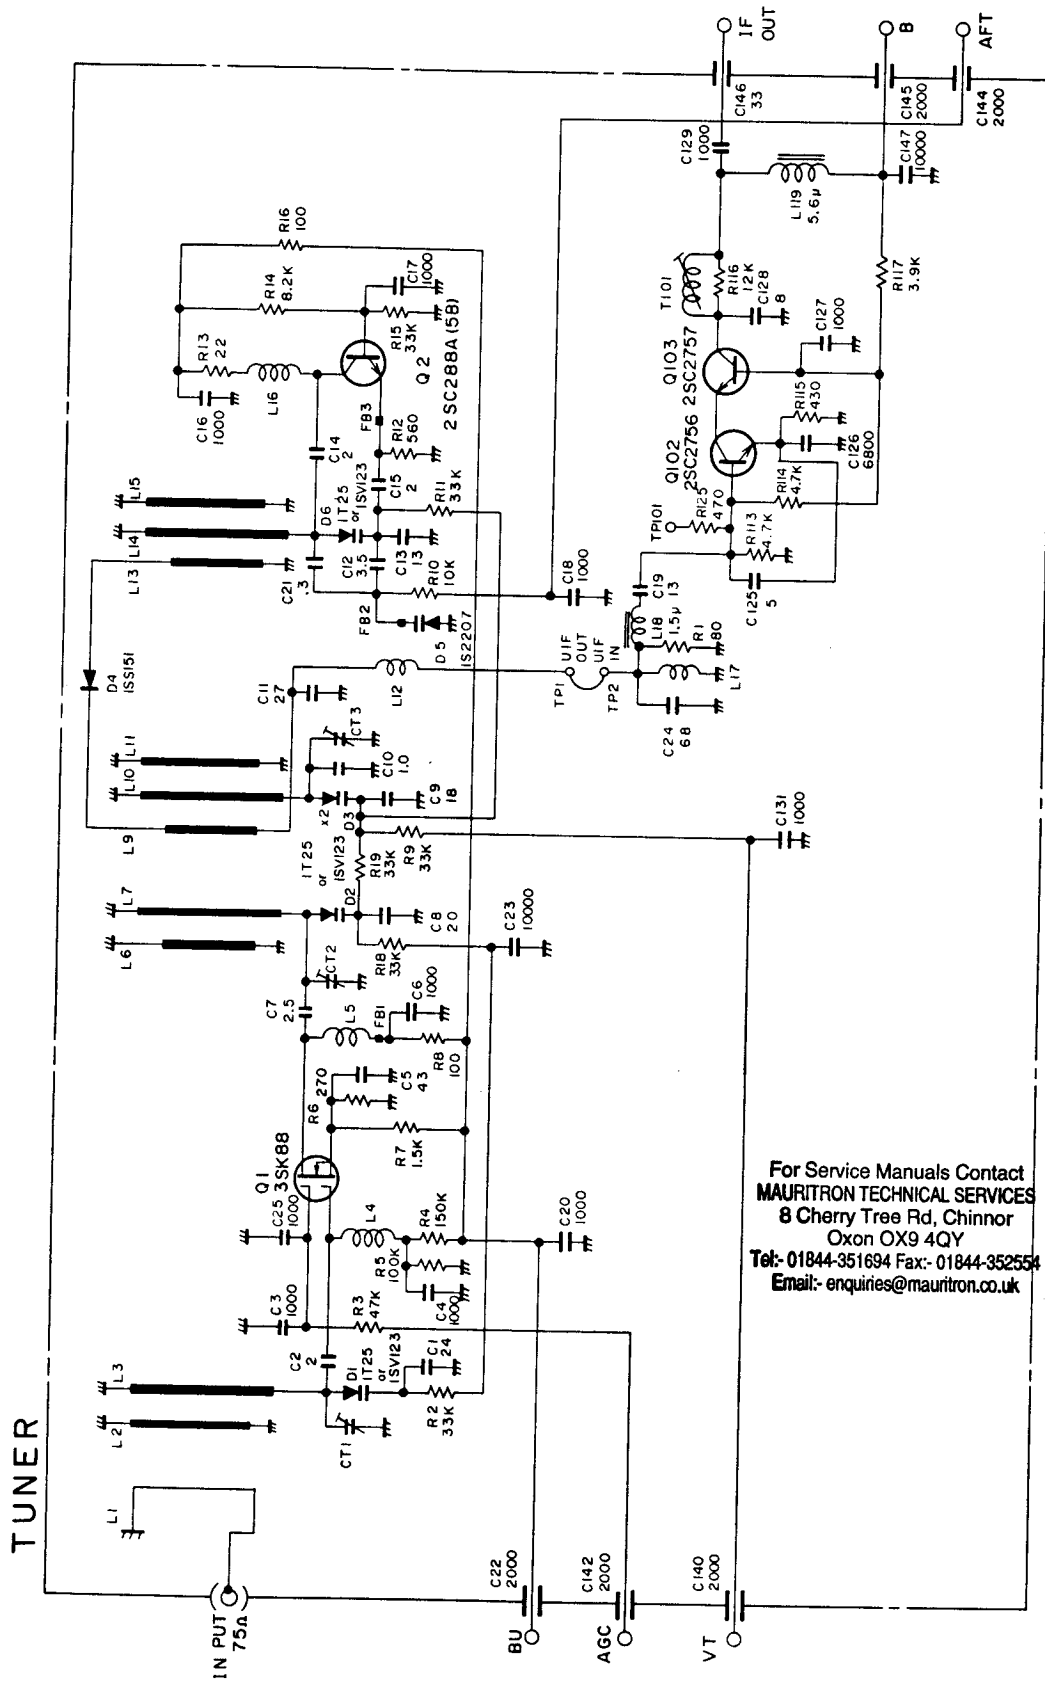 TUNER
IN PUT
75Ω
L1
L2
L3
CT1
D1
1T25
or
1SV123
C1
24
R2
33K
C2
2
C3
1000
R3
47K
C25
1000
Q1
3SK88
L4
R5
100K
C4
1000
R4
150K
C20
1000
R6
270
C5
43
R7
1.5K
C7
2.5
L5
FB1
C6
1000
R8
100
CT2
L6
L7
D2
1T25
or
1SV123
C8
20
R18
33K
C23
10000
R19
33K
R9
33K
x2
D3
L9
L10
L11
CT3
C10
1.0
C9
18
C131
1000
D4
1SS151
C11
27
L12
L13
L14
L15
C21
.3
D6
1T25
or 1SV123
C12
3.5
C13
13
R10
10K
FB2
D5
1S2207
C18
1000
C14
2
C15
2
R11
33K
R12
560
FB3
C16
1000
R13
22
L16
R14
8.2K
R16
100
Q2
2SC288A(5B)
R15
33K
C17
1000
TP1
UIF
OUT
TP2
UIF
IN
C24
68
L17
L18
1.5μ
R1
80
C19
13
TP101
R125
470
R113
4.7K
C125
5
R114
4.7K
Q102
2SC2756
Q103
2SC2757
R115
430
C126
6800
C127
1000
T101
R116
12K
C128
8
R117
3.9K
C129
1000
L119
5.6μ
C147
10000
C146
33
C145
2000
C144
2000
IF
OUT
B
AFT
C22
2000
BU
C142
2000
AGC
C140
2000
VT
For Service Manuals Contact
MAURITRON TECHNICAL SERVICES
8 Cherry Tree Rd, Chinnor
Oxon OX9 4QY
Tel:- 01844-351694 Fax:- 01844-352554
Email:- enquiries@mauritron.co.uk